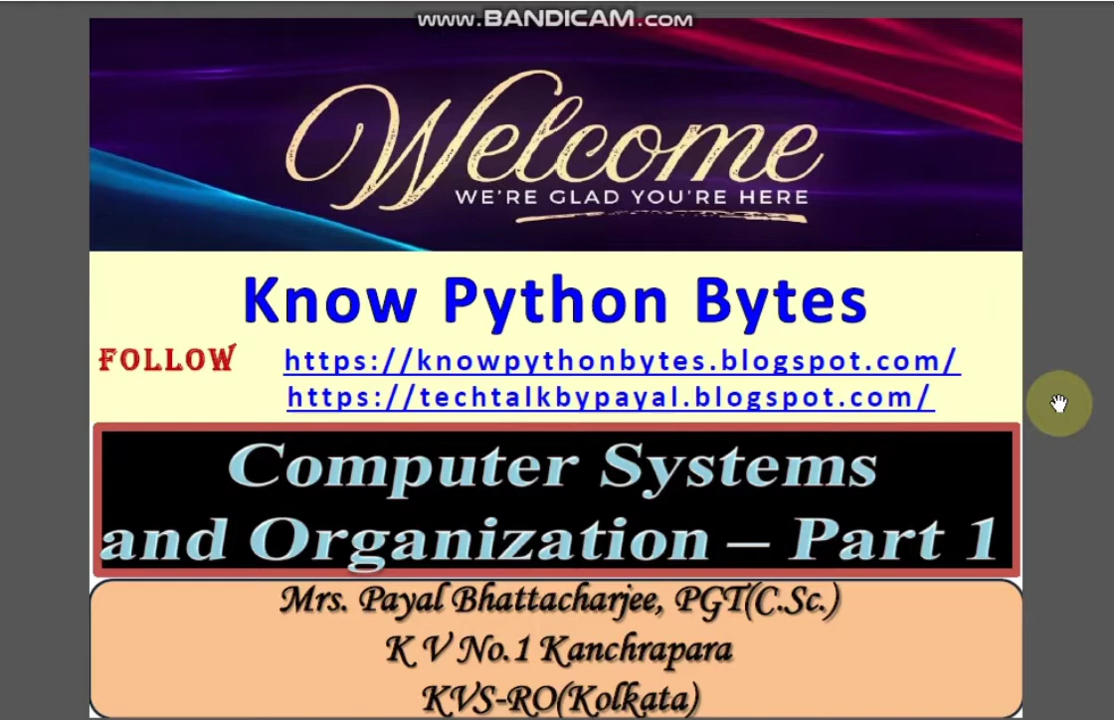 www.BANDICAM.com
Welcome
WE'RE GLAD YOU'RE HERE
Know Python Bytes
FOLLOW https://knowpythonbytes.blogspot.com/
https://techtalkbypayal.blogspot.com/
Computer Systems
and Organization – Part 1
Mrs. Payal Bhattacharjee, PGT(C.Sc.)
K V No.1 Kanchrapara
KVS-RO(Kolkata)